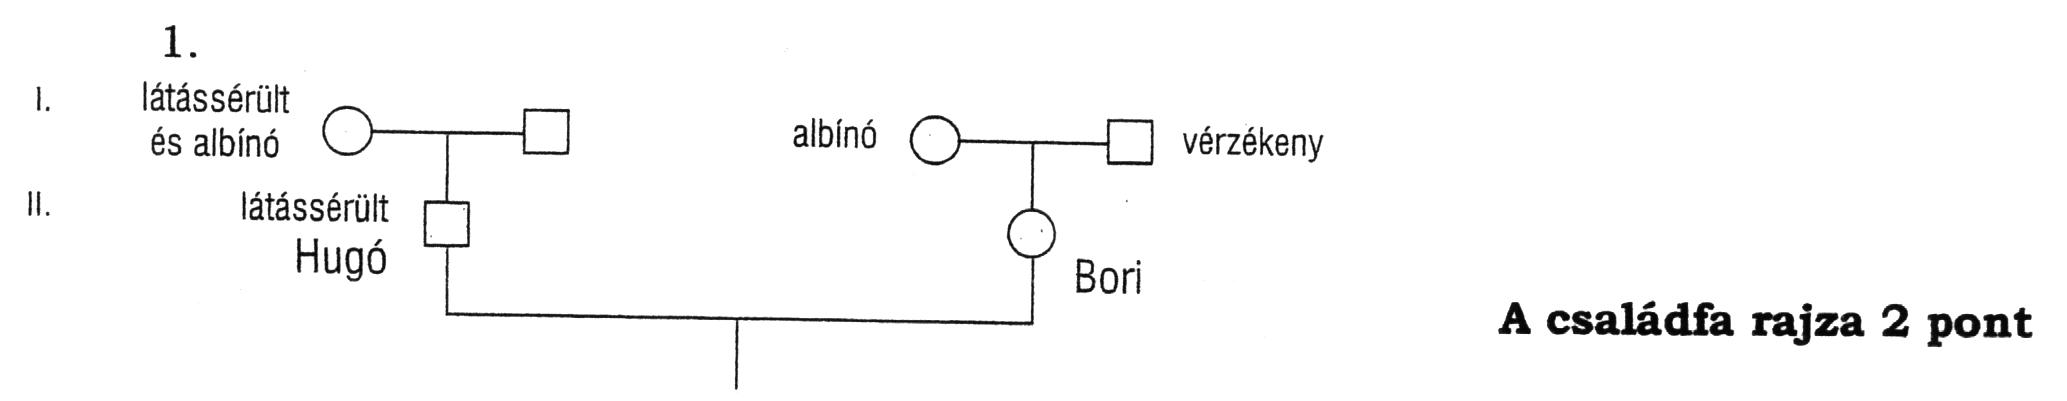 1.
I.
látássérült
és albínó
albínó
vérzékeny
II.
látássérült
Hugó
Bori
A családfa rajza 2 pont